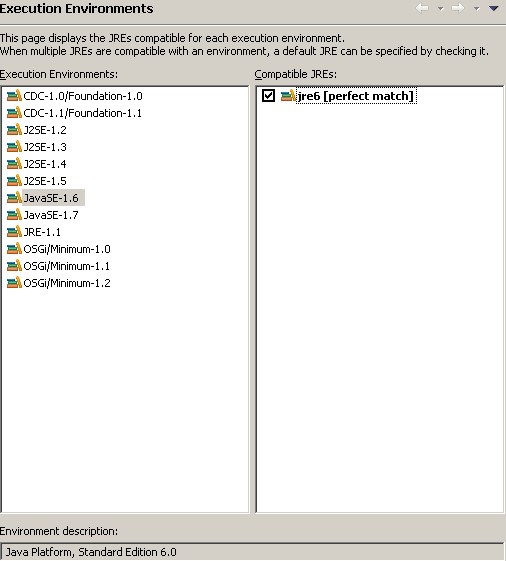 Execution Environments
This page displays the JREs compatible for each execution environment.
When multiple JREs are compatible with an environment, a default JRE can be specified by checking it.
Execution Environments:
Compatible JREs:
CDC-1.0/Foundation-1.0
CDC-1.1/Foundation-1.1
J2SE-1.2
J2SE-1.3
J2SE-1.4
J2SE-1.5
JavaSE-1.6
JavaSE-1.7
JRE-1.1
OSGi/Minimum-1.0
OSGi/Minimum-1.1
OSGi/Minimum-1.2
jre6 [perfect match]
Environment description:
Java Platform, Standard Edition 6.0